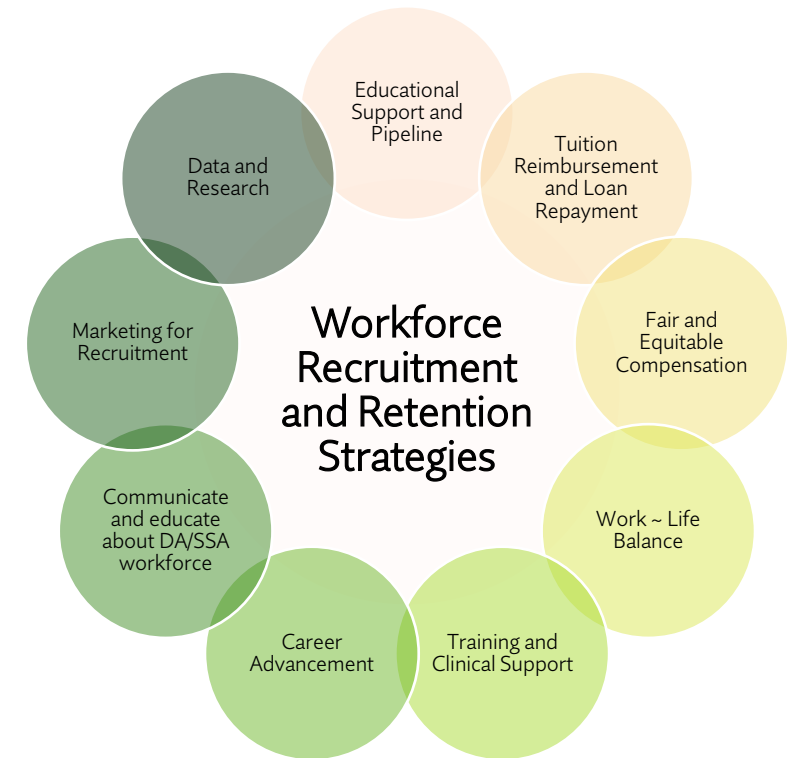 Educational
Support and
Pipeline
Tuition
Reimbursement
and Loan
Repayment
Fair and
Equitable
Compensation
Work ~ Life
Balance
Training and
Clinical Support
Career
Advancement
Communicate
and educate
about DA/SSA
workforce
Marketing for
Recruitment
Data and
Research
Workforce
Recruitment
and Retention
Strategies